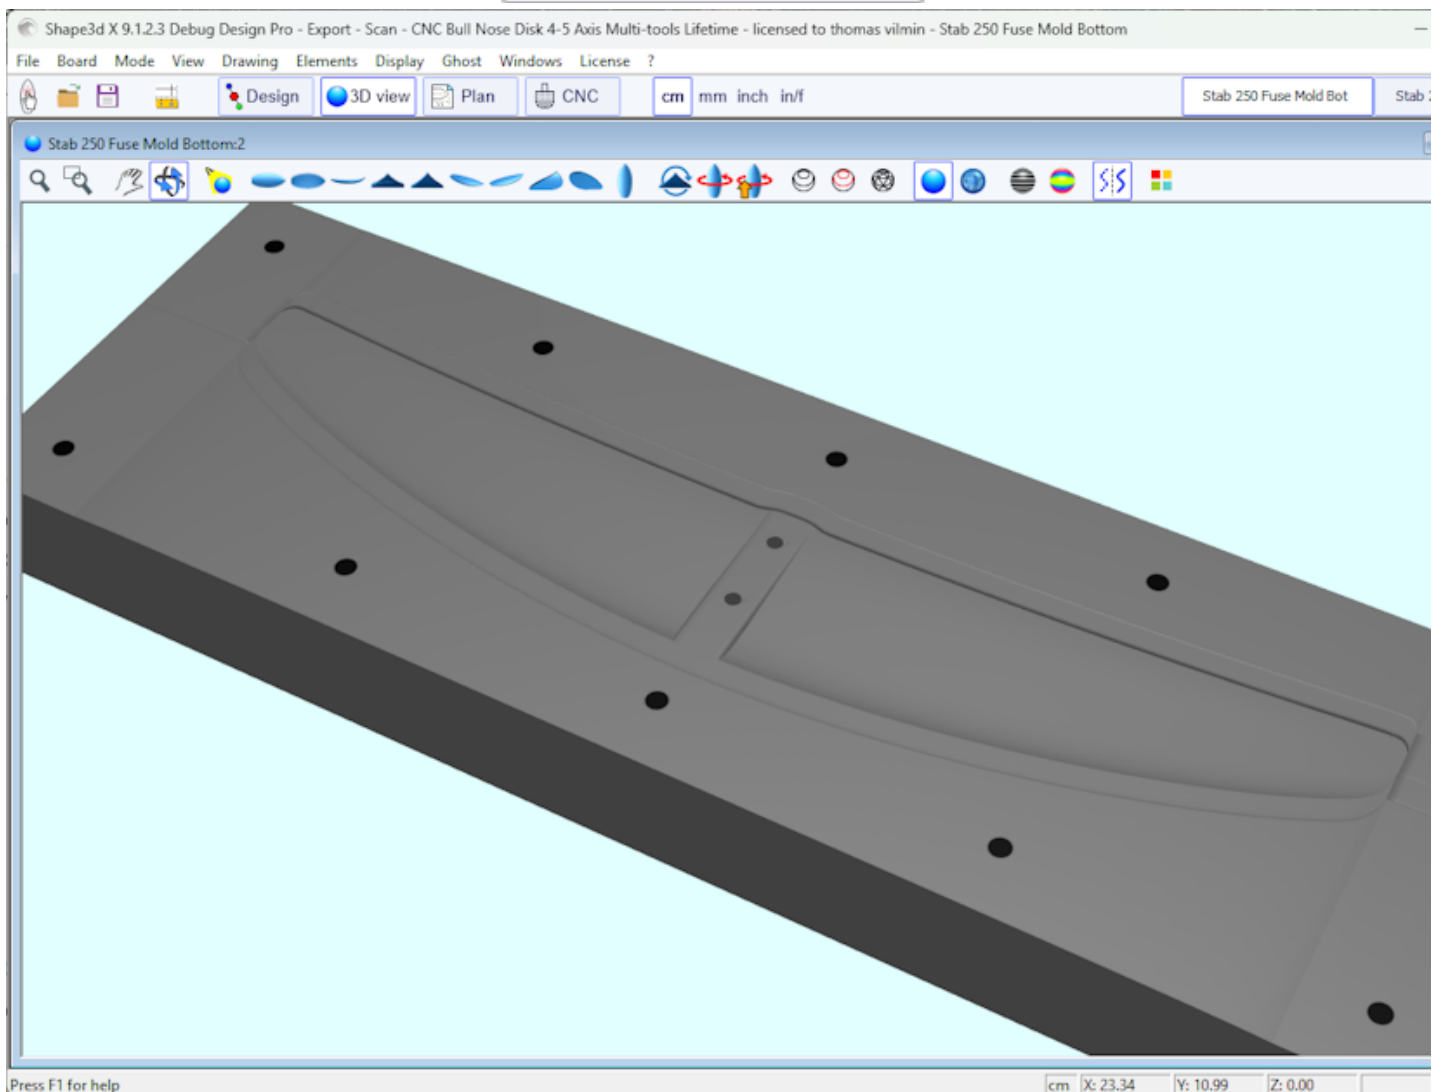 Shape3d X 9.1.2.3 Debug Design Pro - Export - Scan - CNC Bull Nose Disk 4-5 Axis Multi-tools Lifetime - licensed to thomas vilmin - Stab 250 Fuse Mold Bottom
File Board Mode View Drawing Elements Display Ghost Windows License ?
Design 3D view Plan CNC cm mm inch in/f Stab 250 Fuse Mold Bot Stab 2
Stab 250 Fuse Mold Bottom:2
Press F1 for help cm X: 23.34 Y: 10.99 Z: 0.00